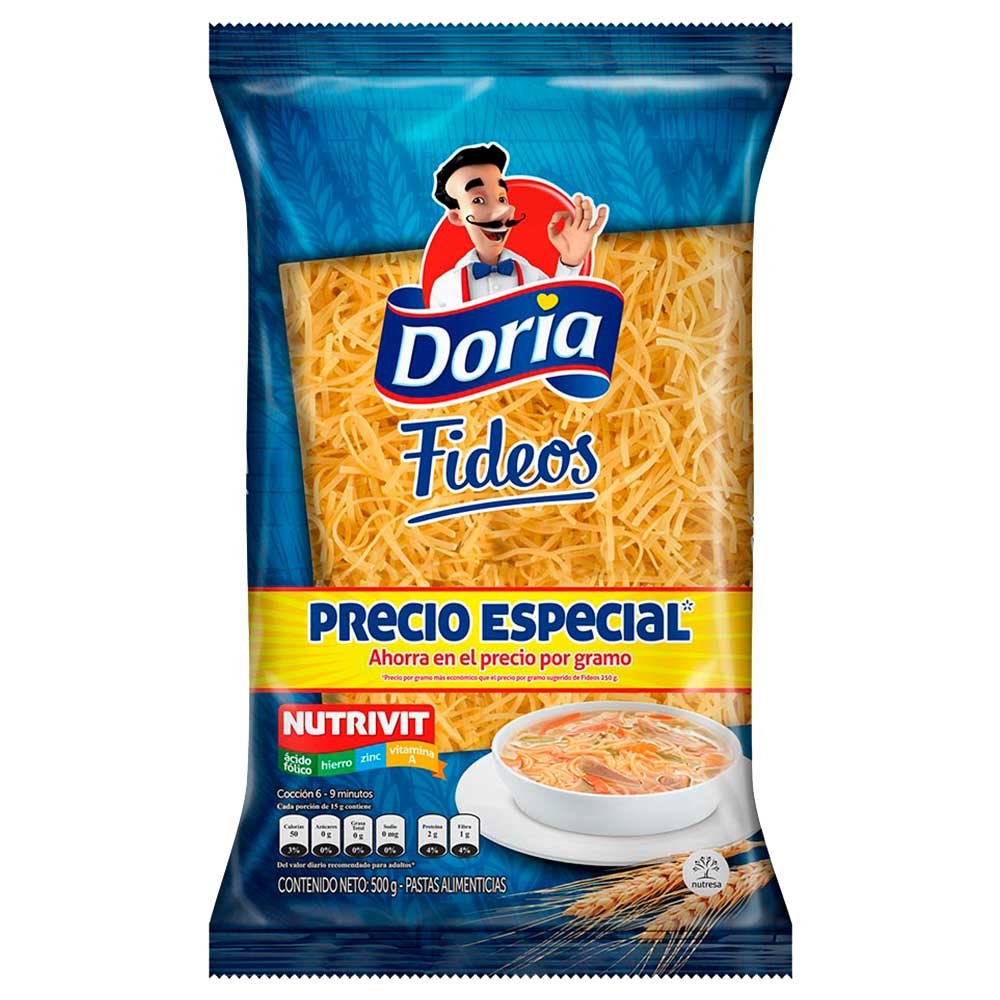 Doria
Fideos
PRECIO ESPECIAL*
Ahorra en el precio por gramo
*Precio por gramo más económico que el precio por gramo sugerido de Fideos 250 g.
NUTRIVIT
ácido fólico hierro zinc vitamina A
Cocción 6 - 9 minutos
Cada porción de 15 g contiene
Calorías Azúcares Grasa Total Sodio Proteína Fibra
50 0 g 0 g 0 mg 2 g 1 g
3% 0% 0% 0% 4% 4%
Del valor diario recomendado para adultos*
CONTENIDO NETO: 500 g - PASTAS ALIMENTICIAS
nutresa